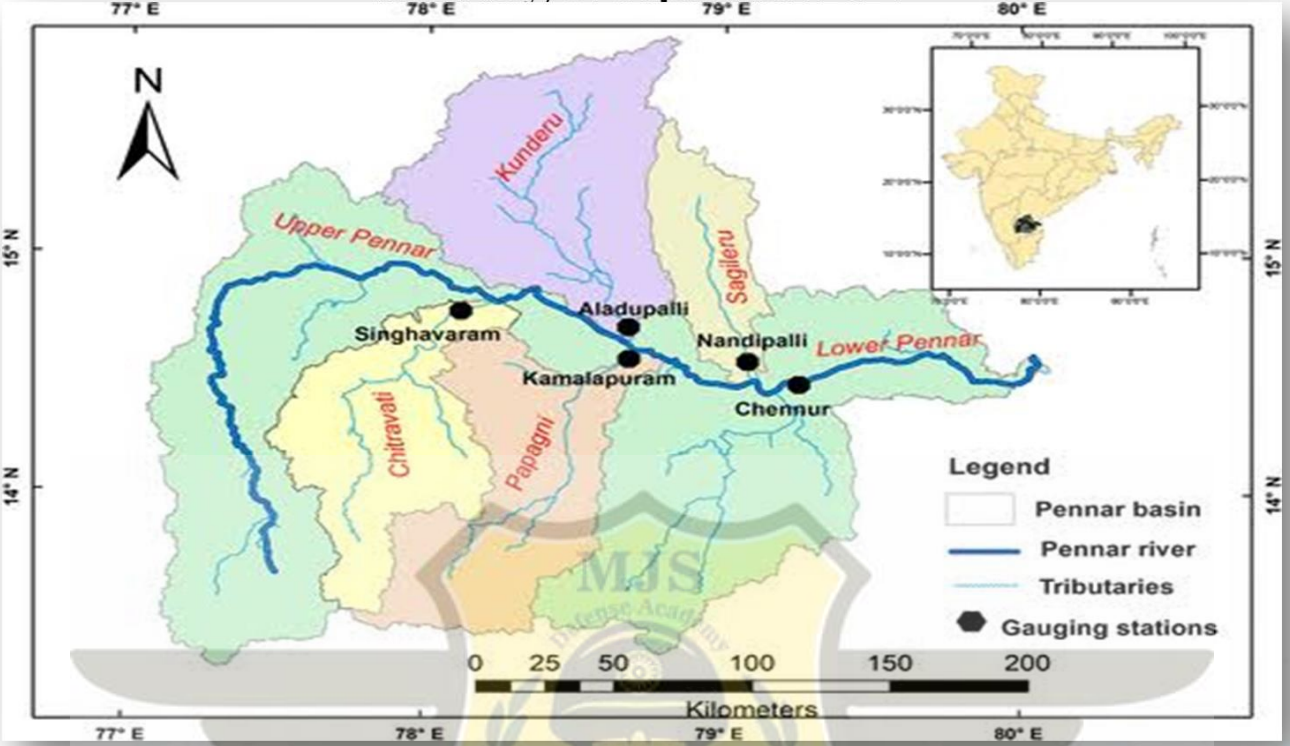 77° E 78° E 79° E 80° E
N
15° N
14° N
15° N
14° N
Kunderu
Upper Pennar
Sagileru
Aladupalli
Singhavaram
Nandipalli
Lower Pennar
Kamalapuram
Chennur
Chitravati
Papagni
Legend
Pennar basin
Pennar river
Tributaries
Gauging stations
MJS
Defense Academy
0 25 50 100 150 200
Kilometers
77° E 78° E 79° E 80° E